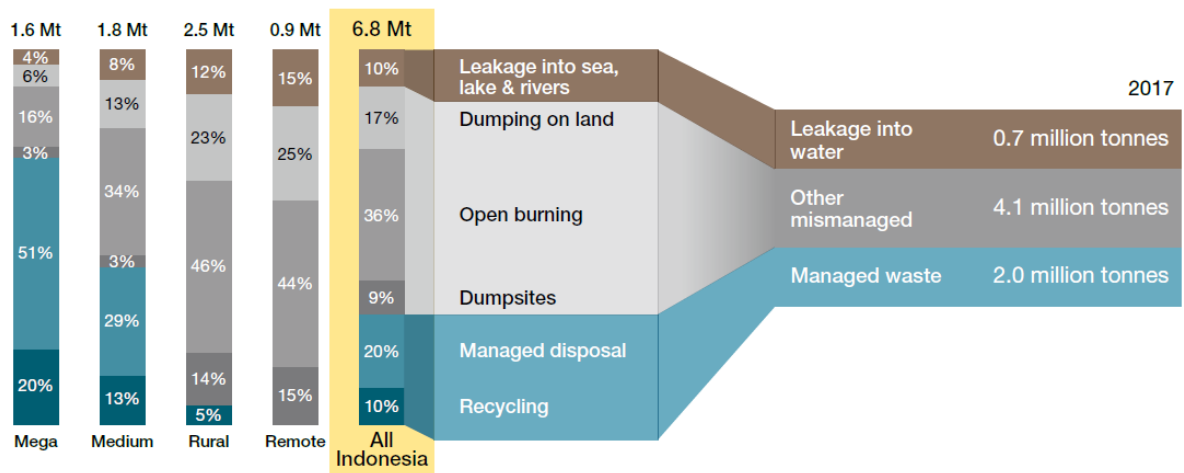 1.6 Mt
1.8 Mt
2.5 Mt
0.9 Mt
6.8 Mt
4%
6%
16%
3%
51%
20%
Mega
8%
13%
34%
3%
29%
13%
Medium
12%
23%
46%
14%
5%
Rural
15%
25%
44%
15%
Remote
10%
17%
36%
9%
20%
10%
All
Indonesia
Leakage into sea,
lake & rivers
Dumping on land
Open burning
Dumpsites
Managed disposal
Recycling
2017
Leakage into
water
0.7 million tonnes
Other
mismanaged
4.1 million tonnes
Managed waste
2.0 million tonnes